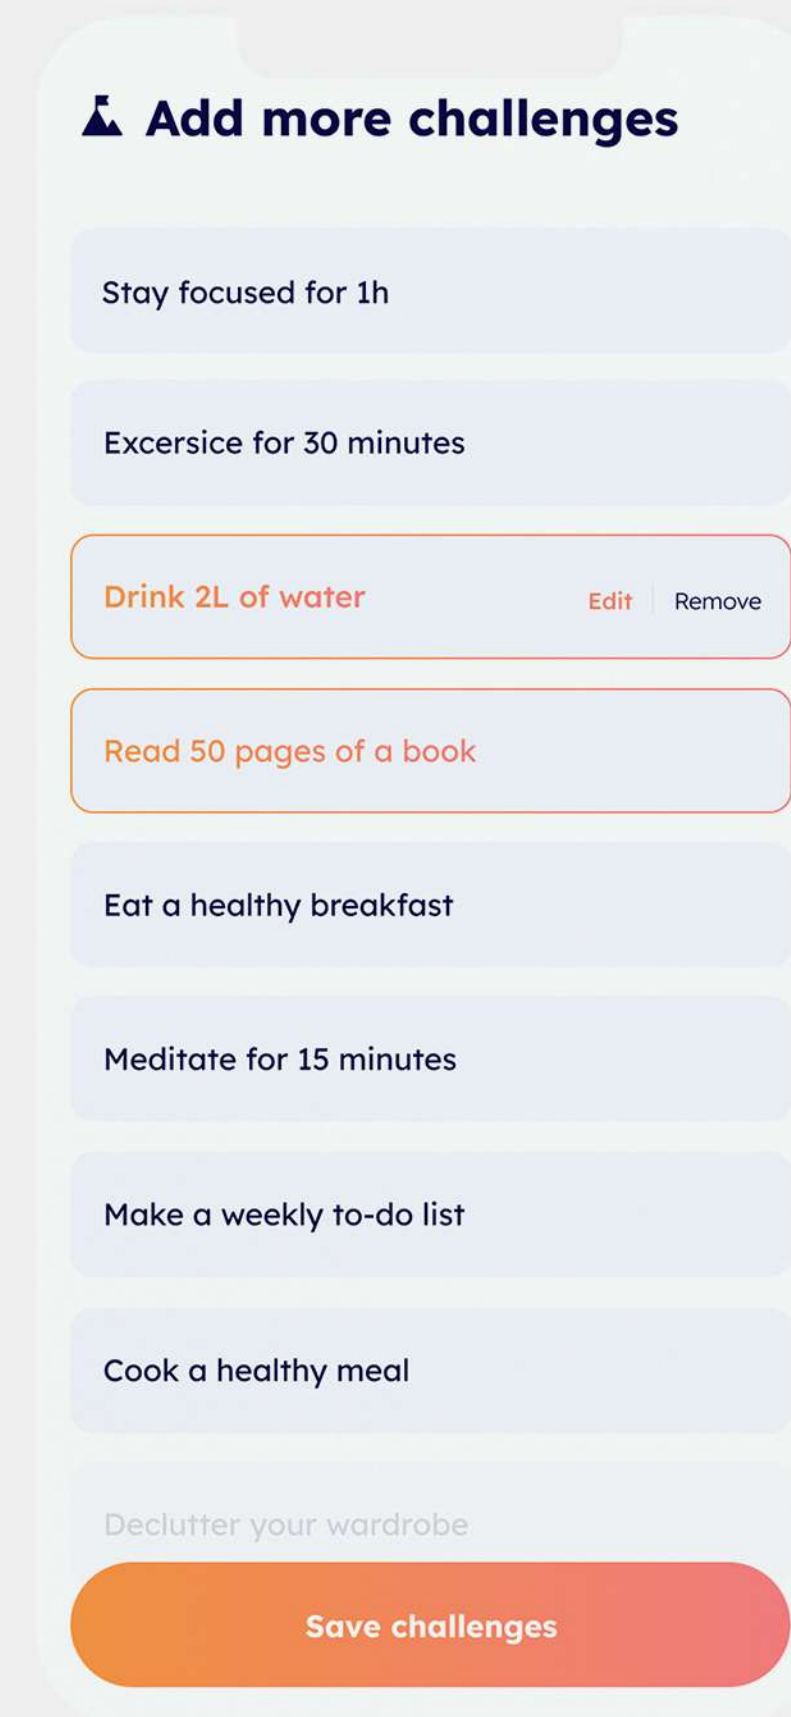 Add more challenges
Stay focused for 1h
Excersice for 30 minutes
Drink 2L of water
Edit
Remove
Read 50 pages of a book
Eat a healthy breakfast
Meditate for 15 minutes
Make a weekly to-do list
Cook a healthy meal
Declutter your wardrobe
Save challenges